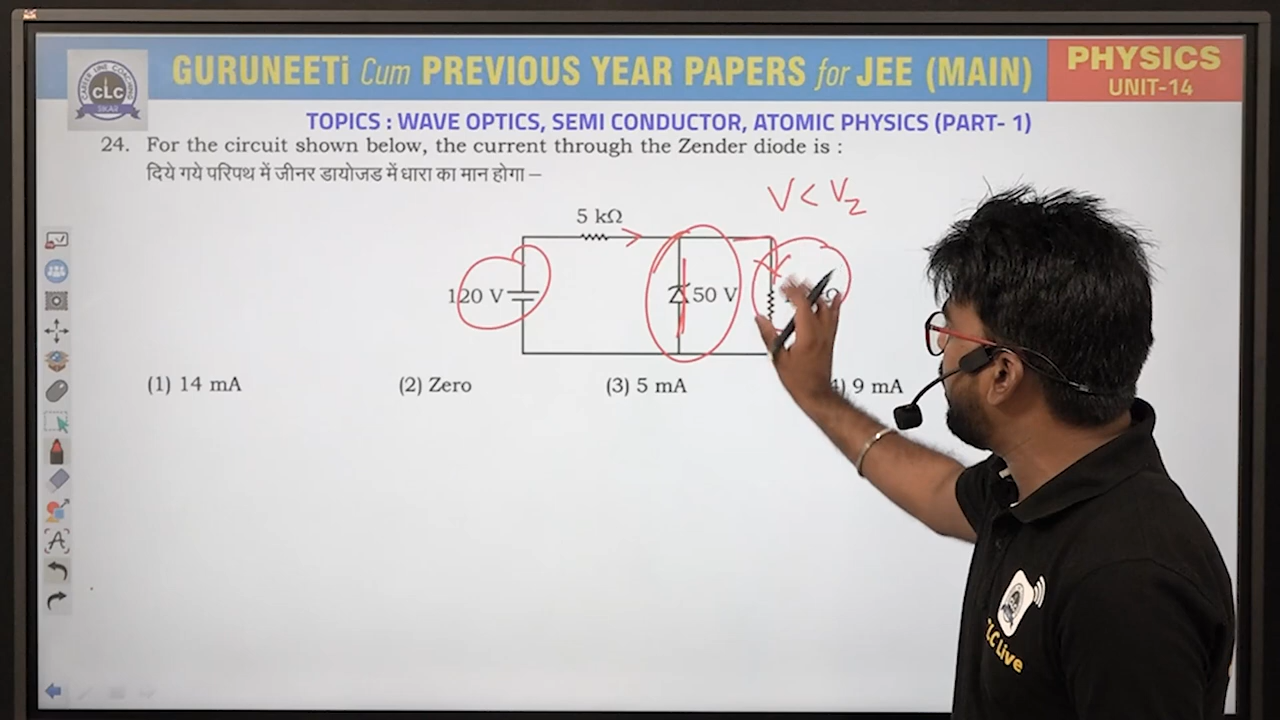 GURUNEETi Cum PREVIOUS YEAR PAPERS for JEE (MAIN)
PHYSICS
UNIT-14
CLC
SIKAR
TOPICS : WAVE OPTICS, SEMI CONDUCTOR, ATOMIC PHYSICS (PART- 1)
24. For the circuit shown below, the current through the Zender diode is :
दिये गये परिपथ में जीनर डायोजड में धारा का मान होगा –
V < Vz
5 kΩ
120 V
50 V
(1) 14 mA
(2) Zero
(3) 5 mA
9 mA
CLC Live